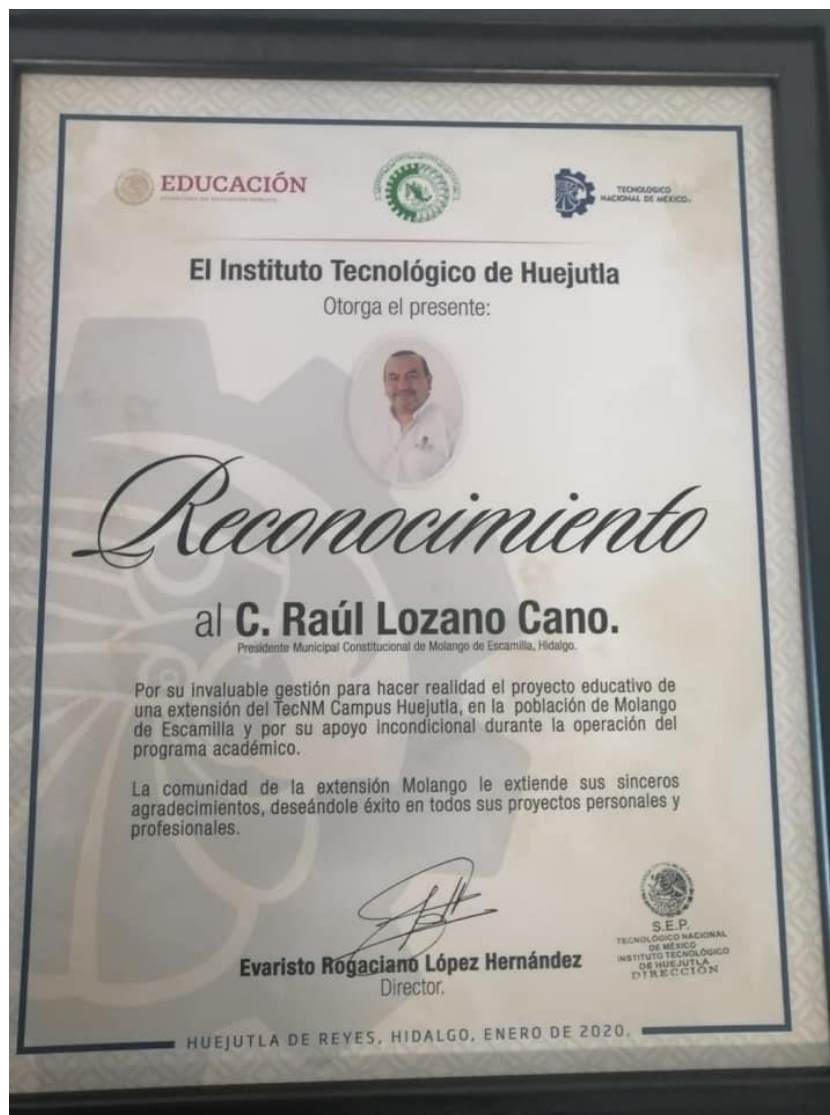 EDUCACIÓN
SECRETARÍA DE EDUCACIÓN PÚBLICA
TECNOLÓGICO
NACIONAL DE MÉXICO
El Instituto Tecnológico de Huejutla
Otorga el presente:
Reconocimiento
al C. Raúl Lozano Cano.
Presidente Municipal Constitucional de Molango de Escamilla, Hidalgo.
Por su invaluable gestión para hacer realidad el proyecto educativo de
una extensión del TecNM Campus Huejutla, en la población de Molango
de Escamilla y por su apoyo incondicional durante la operación del
programa académico.
La comunidad de la extensión Molango le extiende sus sinceros
agradecimientos, deseándole éxito en todos sus proyectos personales y
profesionales.
Evaristo Rogaciano López Hernández
Director.
S.E.P.
TECNOLÓGICO NACIONAL
DE MÉXICO
INSTITUTO TECNOLÓGICO
DE HUEJUTLA
DIRECCIÓN
HUEJUTLA DE REYES, HIDALGO, ENERO DE 2020.